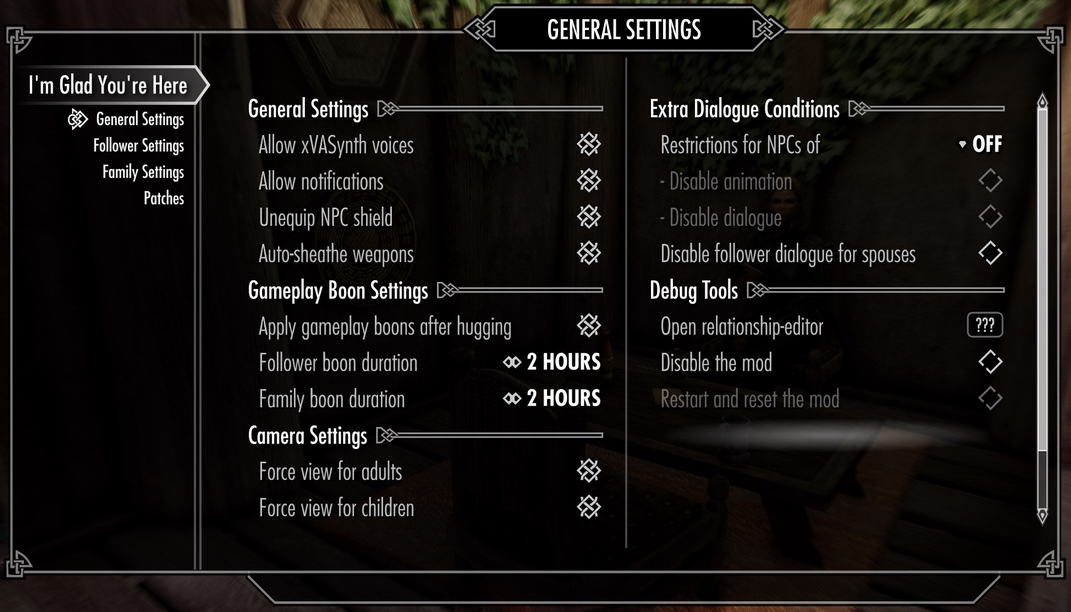 GENERAL SETTINGS
I'm Glad You're Here
General Settings
Follower Settings
Family Settings
Patches
General Settings
Allow xVASynth voices
Allow notifications
Unequip NPC shield
Auto-sheathe weapons
Gameplay Boon Settings
Apply gameplay boons after hugging
Follower boon duration 2 HOURS
Family boon duration 2 HOURS
Camera Settings
Force view for adults
Force view for children
Extra Dialogue Conditions
Restrictions for NPCs of OFF
- Disable animation
- Disable dialogue
Disable follower dialogue for spouses
Debug Tools
Open relationship-editor ???
Disable the mod
Restart and reset the mod